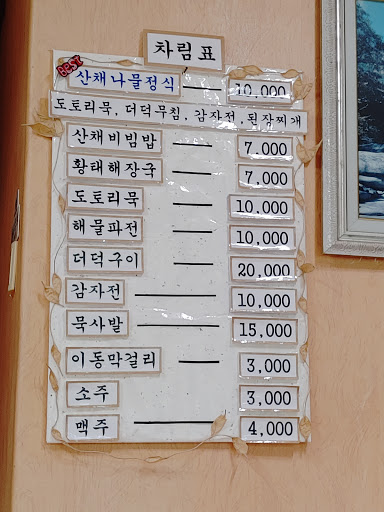 차림표
BEST
산채나물정식 10,000
도토리묵, 더덕무침, 감자전, 된장찌개
산채비빔밥 7,000
황태해장국 7,000
도토리묵 10,000
해물파전 10,000
더덕구이 20,000
감자전 10,000
묵사발 15,000
이동막걸리 3,000
소주 3,000
맥주 4,000